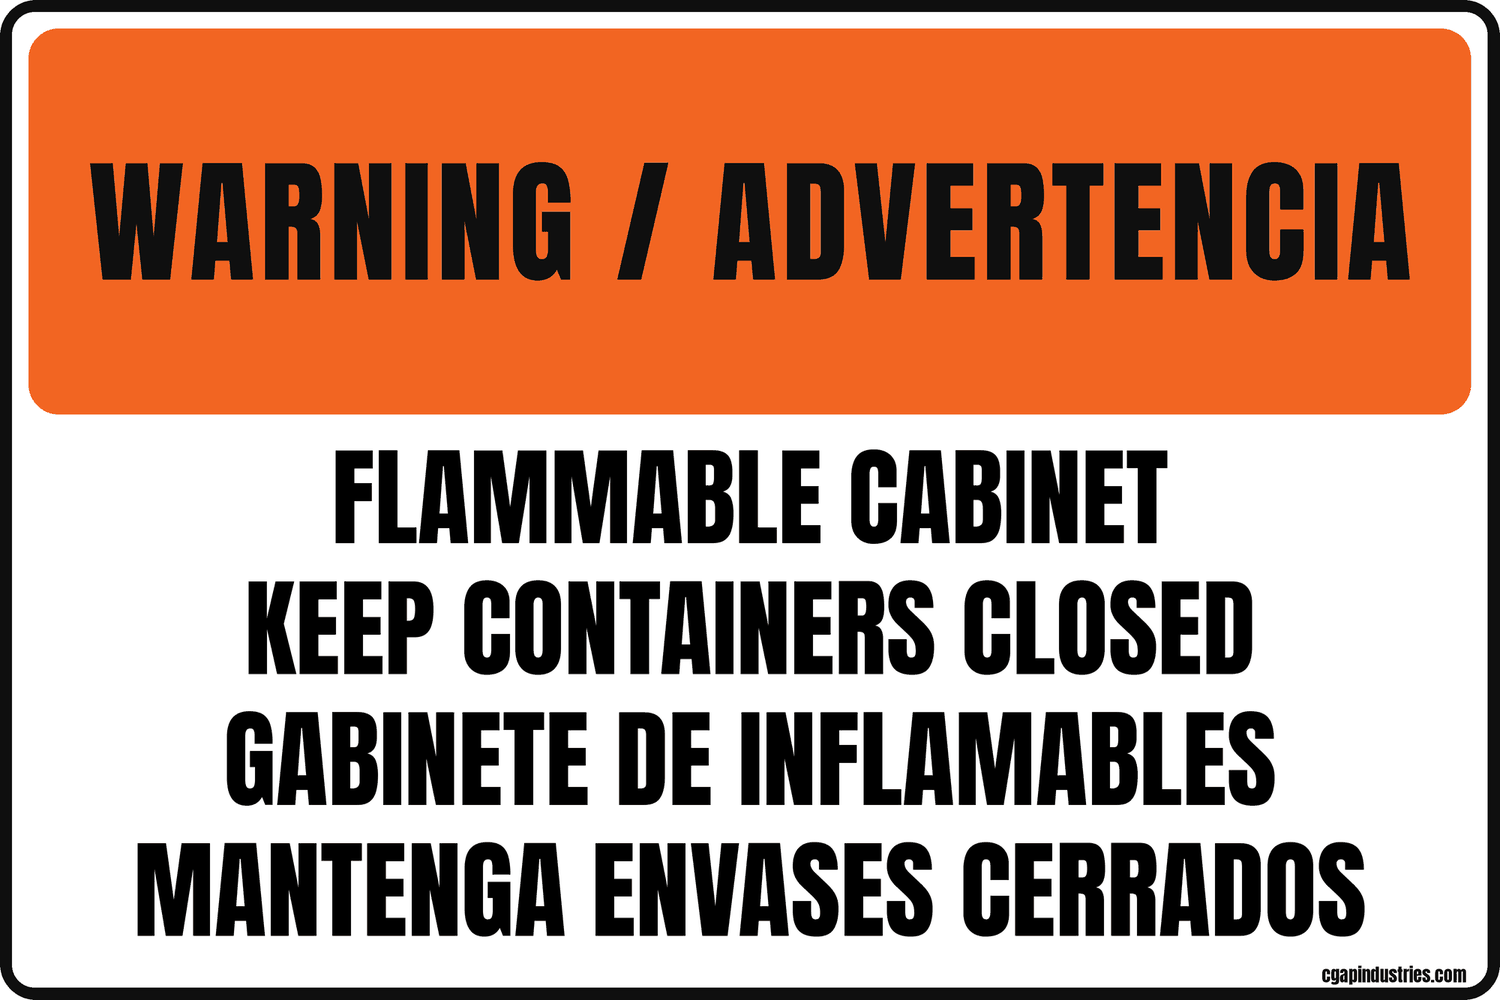 WARNING / ADVERTENCIA
FLAMMABLE CABINET
KEEP CONTAINERS CLOSED
GABINETE DE INFLAMABLES
MANTENGA ENVASES CERRADOS
cgapindustries.com